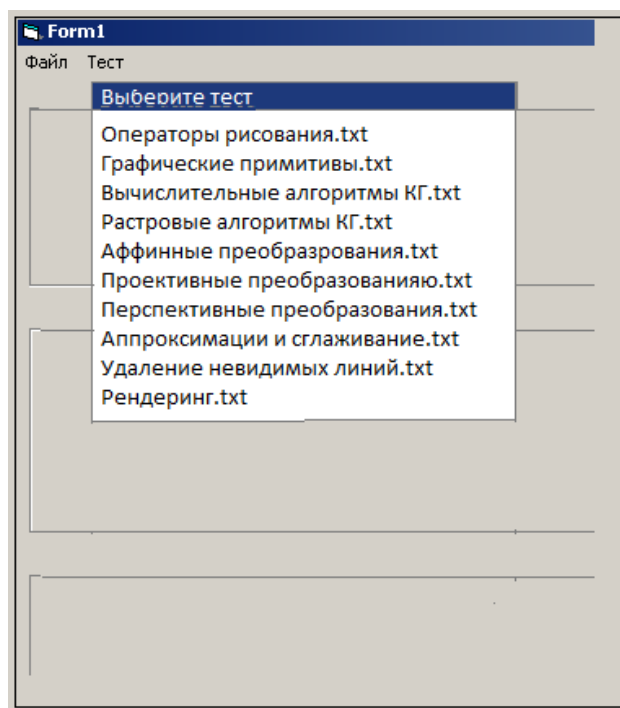 Form1
Файл Тест
Выберите тест
Операторы рисования.txt
Графические примитивы.txt
Вычислительные алгоритмы КГ.txt
Растровые алгоритмы КГ.txt
Аффинные преобразрования.txt
Проективные преобразованияю.txt
Перспективные преобразования.txt
Аппроксимации и сглаживание.txt
Удаление невидимых линий.txt
Рендеринг.txt